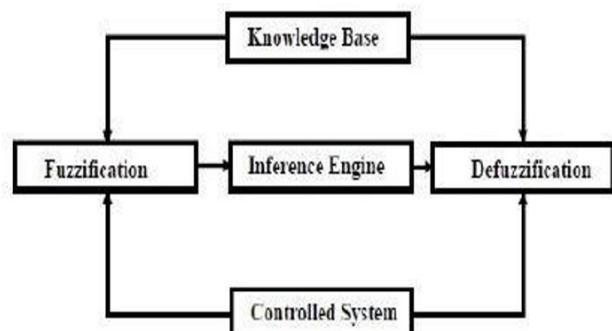 Knowledge Base
Fuzzification
Inference Engine
Defuzzification
Controlled System